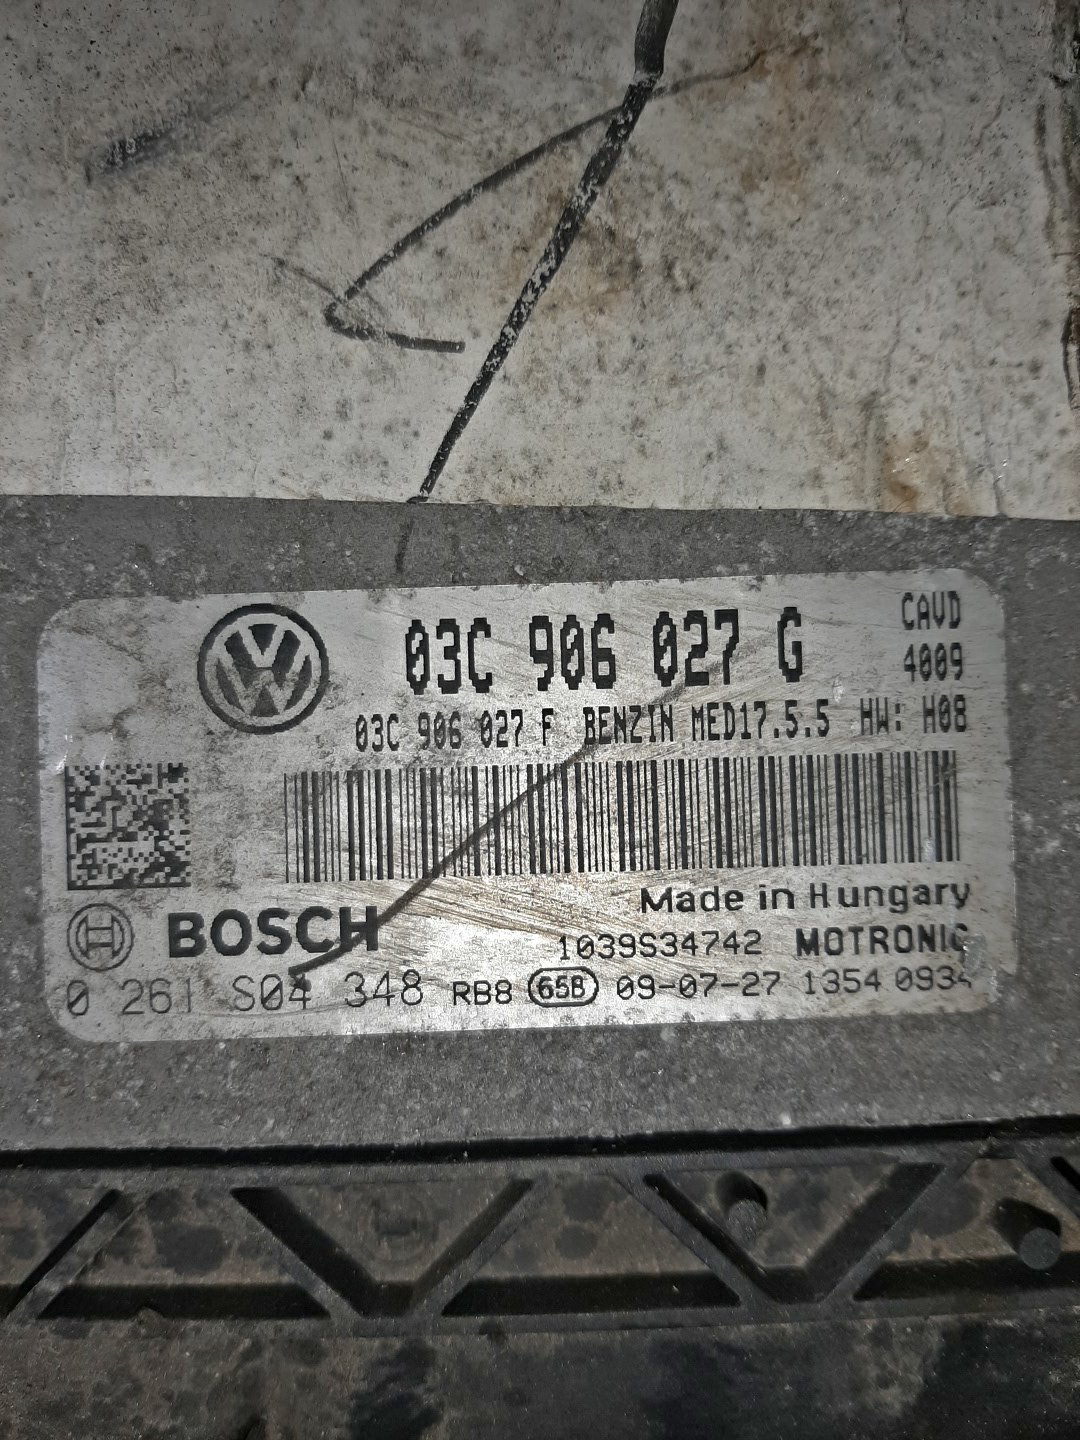 03C 906 027 G CAVD
4009
03C 906 027 F BENZIN MED17.5.5 HW: H08
Made in Hungary
BOSCH 1039S34742 MOTRONIC
0 261 S04 348 RB8 65B 09-07-27 1354 0934